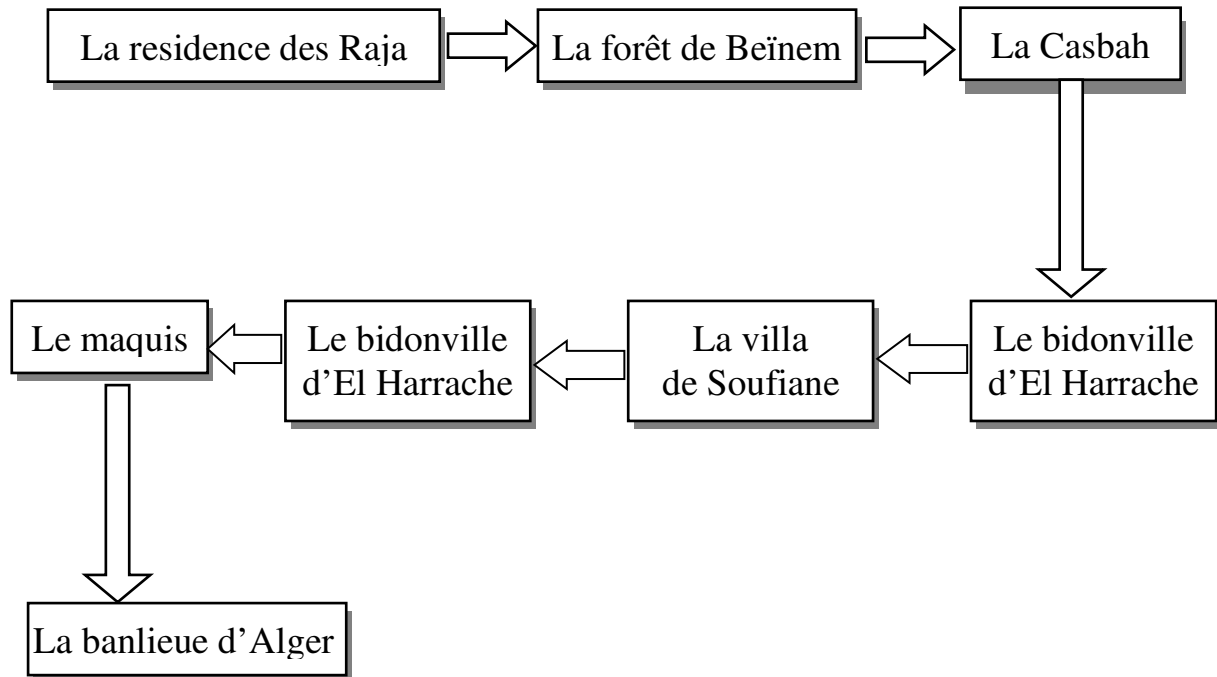 La residence des Raja
La forêt de Beïnem
La Casbah
Le bidonville
d’El Harrache
La villa
de Soufiane
Le bidonville
d’El Harrache
Le maquis
La banlieue d’Alger